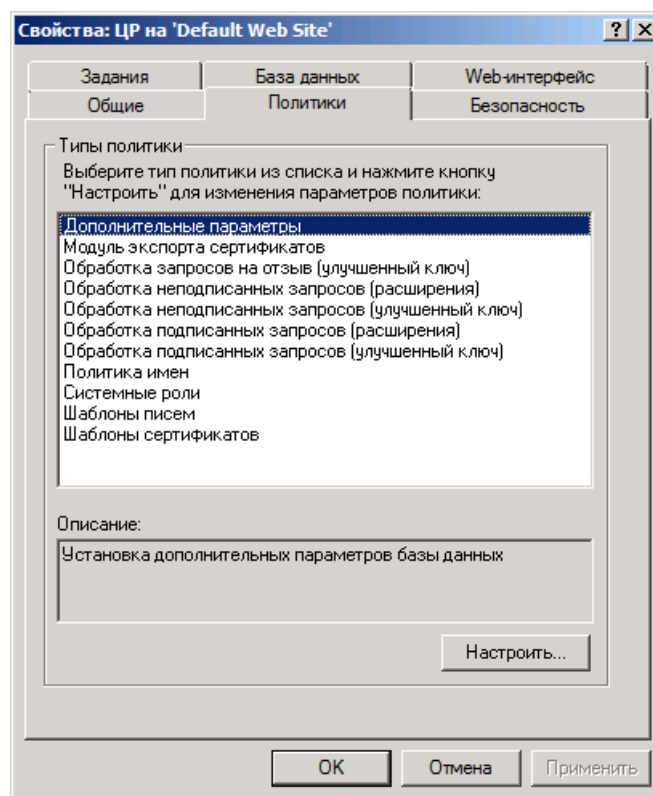 Свойства: ЦР на 'Default Web Site'
Задания
База данных
Web-интерфейс
Общие
Политики
Безопасность
Типы политики
Выберите тип политики из списка и нажмите кнопку
"Настроить" для изменения параметров политики:
Дополнительные параметры
Модуль экспорта сертификатов
Обработка запросов на отзыв (улучшенный ключ)
Обработка неподписанных запросов (расширения)
Обработка неподписанных запросов (улучшенный ключ)
Обработка подписанных запросов (расширения)
Обработка подписанных запросов (улучшенный ключ)
Политика имен
Системные роли
Шаблоны писем
Шаблоны сертификатов
Описание:
Установка дополнительных параметров базы данных
Настроить...
OK
Отмена
Применить